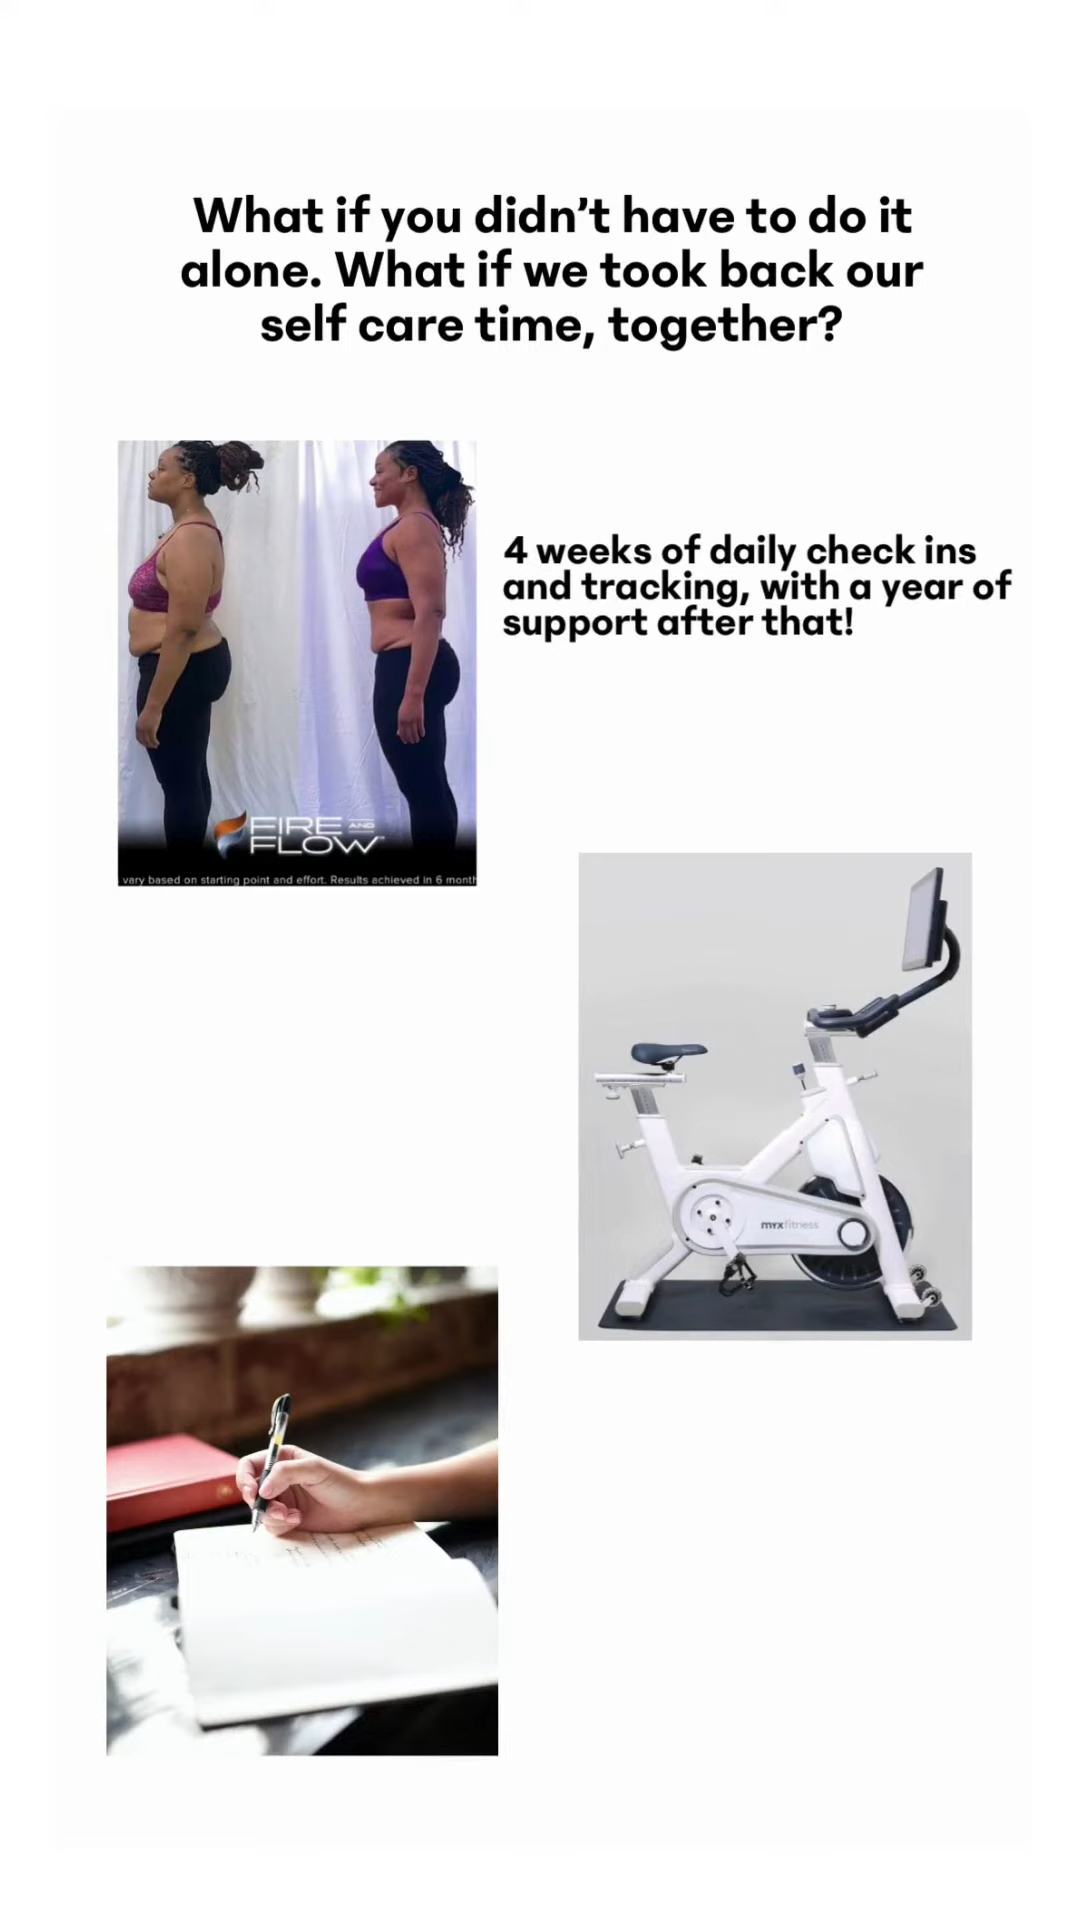 What if you didn’t have to do it
alone. What if we took back our
self care time, together?
4 weeks of daily check ins
and tracking, with a year of
support after that!
FIRE AND
FLOW
vary based on starting point and effort. Results achieved in 6 month
myxfitness